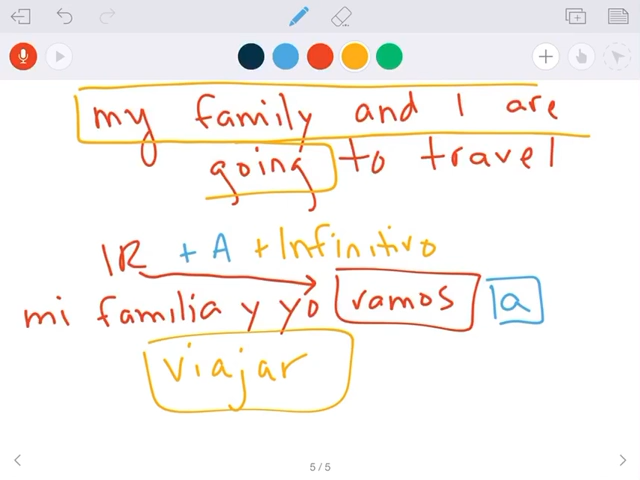 my family and I are
going to travel
IR + A + Infinitivo
mi familia y yo vamos a
viajar
5/5